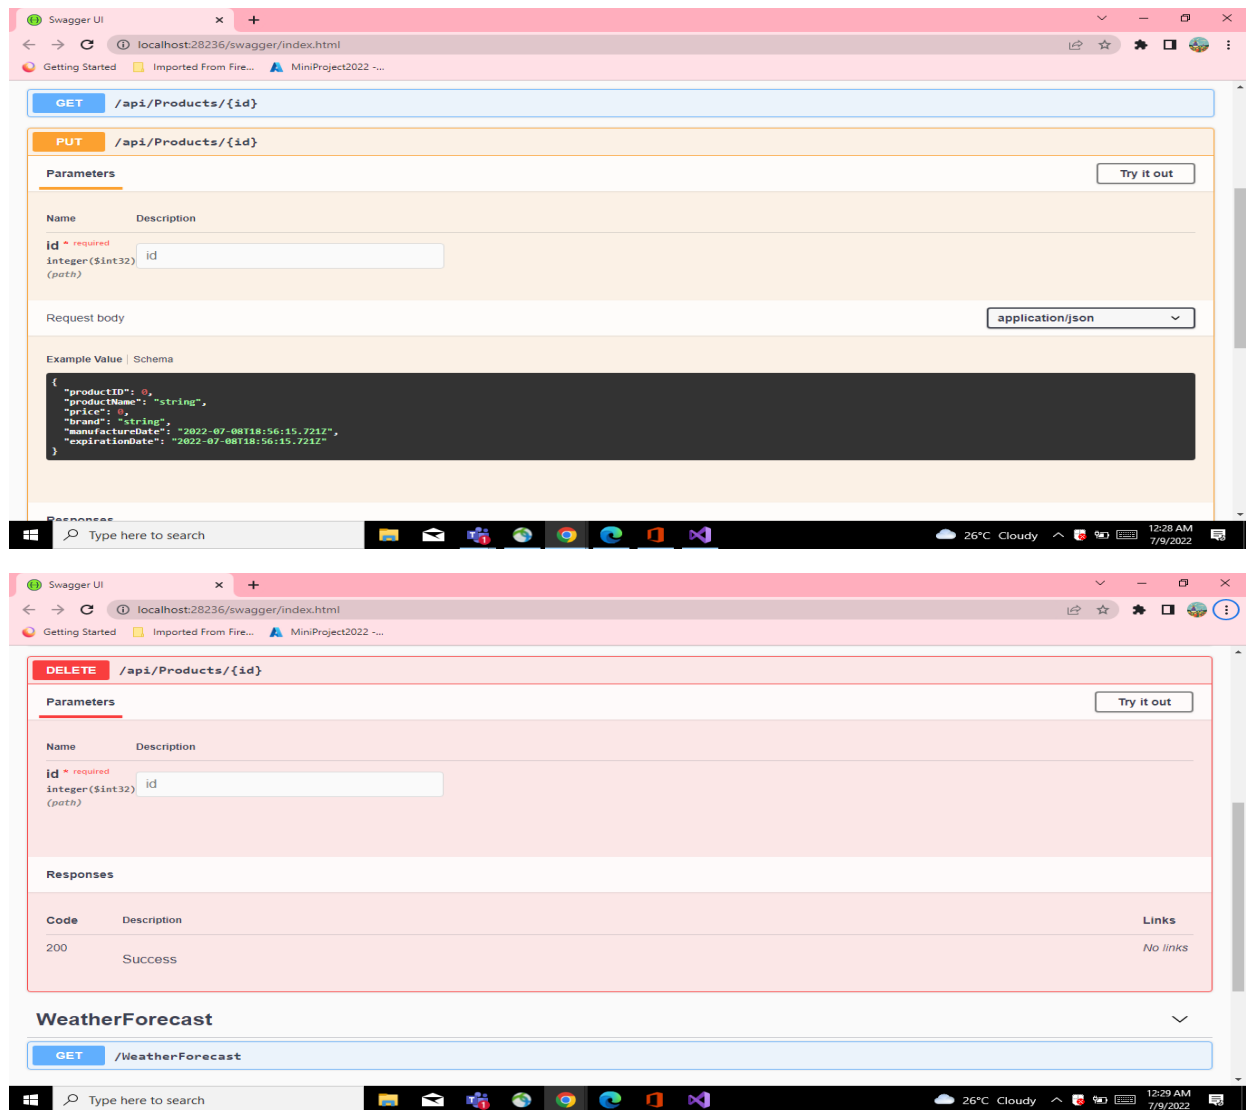 Swagger UI
localhost:28236/swagger/index.html
Getting Started Imported From Fire... MiniProject2022 -...
GET /api/Products/{id}
PUT /api/Products/{id}
Parameters Try it out
Name Description
id * required
integer($int32) id
(path)
Request body application/json
Example Value | Schema
{
"productID": 0,
"productName": "string",
"price": 0,
"brand": "string",
"manufactureDate": "2022-07-08T18:56:15.721Z",
"expirationDate": "2022-07-08T18:56:15.721Z"
}
Responses
Type here to search 26°C Cloudy 12:28 AM
7/9/2022
Swagger UI
localhost:28236/swagger/index.html
Getting Started Imported From Fire... MiniProject2022 -...
DELETE /api/Products/{id}
Parameters Try it out
Name Description
id * required
integer($int32) id
(path)
Responses
Code Description Links
200 No links
Success
WeatherForecast
GET /WeatherForecast
Type here to search 26°C Cloudy 12:29 AM
7/9/2022